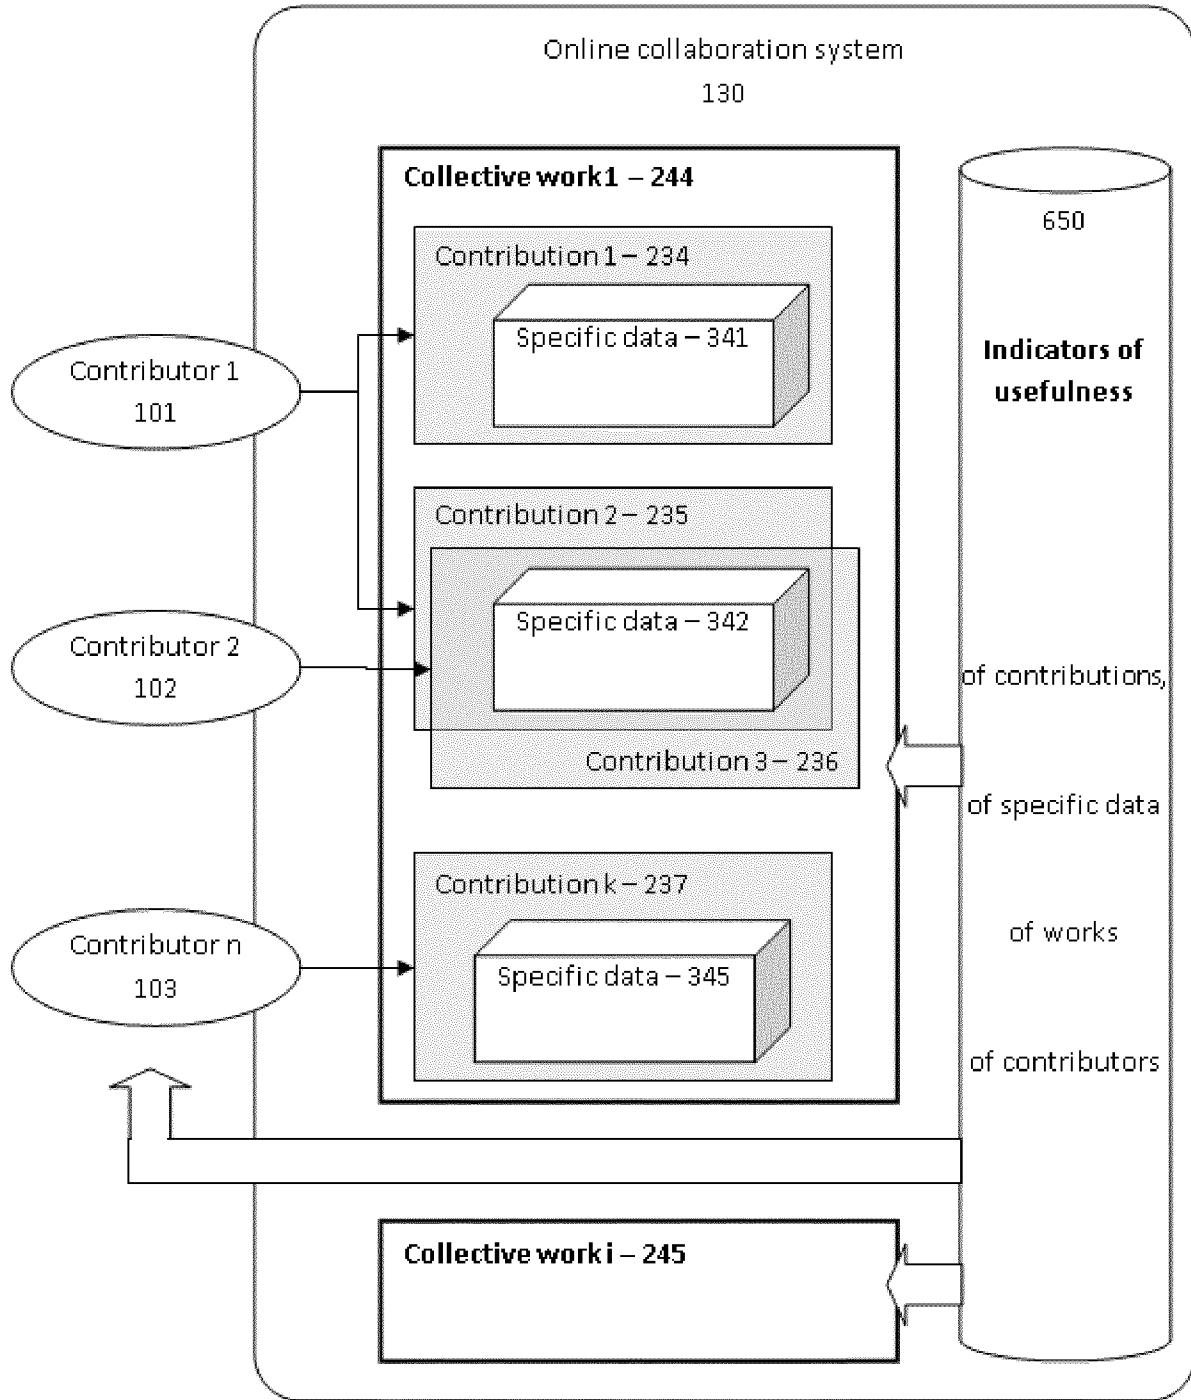 Online collaboration system
130
Collective work 1 – 244
650
Contribution 1 – 234
Specific data – 341
Indicators of
usefulness
Contributor 1
101
Contribution 2 – 235
Specific data – 342
Contributor 2
102
of contributions,
Contribution 3 – 236
of specific data
Contribution k – 237
of works
Contributor n
103
Specific data – 345
of contributors
Collective work i – 245